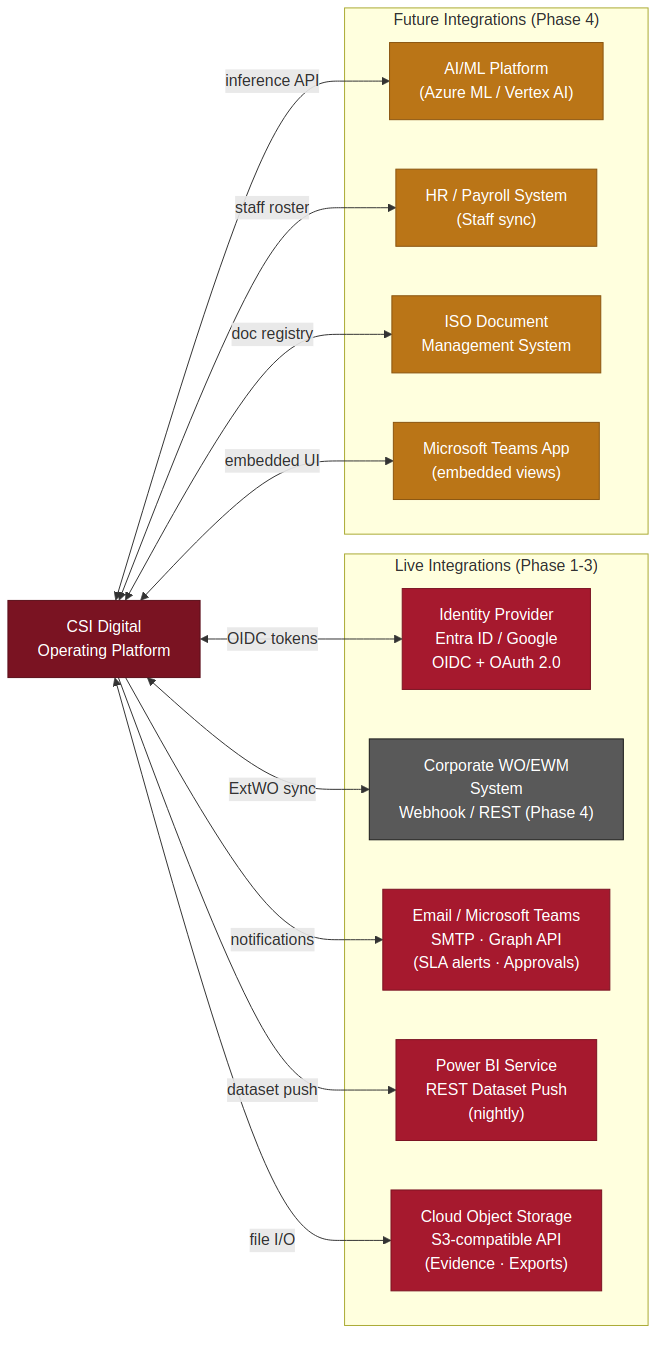 Future Integrations (Phase 4)
inference API
AI/ML Platform
(Azure ML / Vertex AI)
staff roster
HR / Payroll System
(Staff sync)
doc registry
ISO Document
Management System
embedded UI
Microsoft Teams App
(embedded views)
CSI Digital
Operating Platform
Live Integrations (Phase 1-3)
OIDC tokens
Identity Provider
Entra ID / Google
OIDC + OAuth 2.0
ExtWO sync
Corporate WO/EWM
System
Webhook / REST (Phase 4)
notifications
Email / Microsoft Teams
SMTP · Graph API
(SLA alerts · Approvals)
dataset push
Power BI Service
REST Dataset Push
(nightly)
file I/O
Cloud Object Storage
S3-compatible API
(Evidence · Exports)